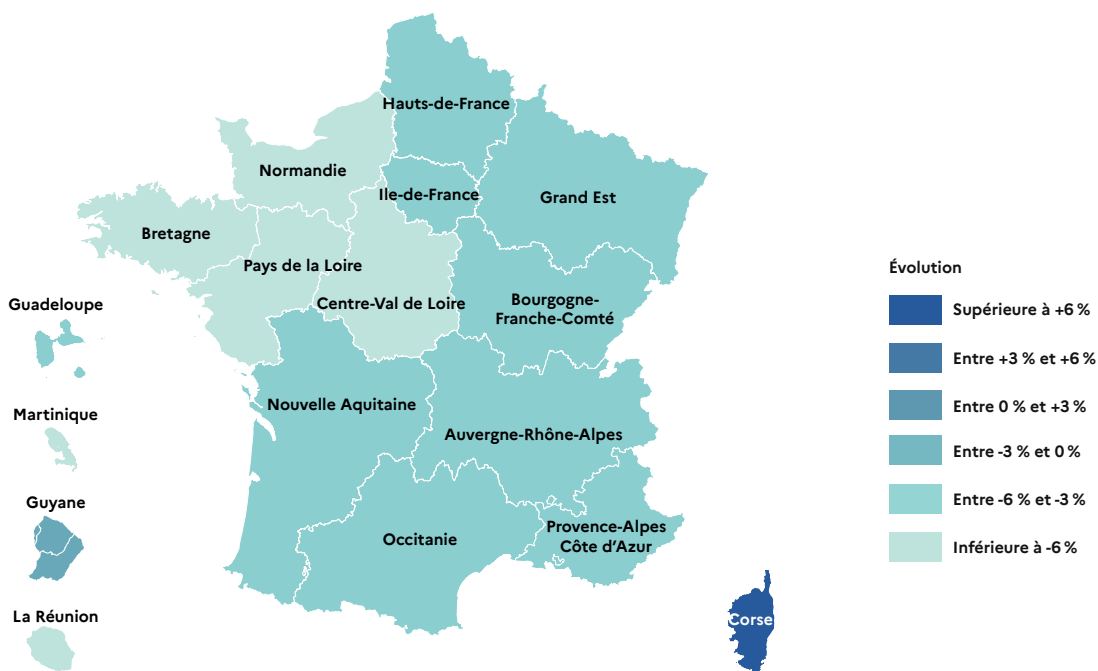 Hauts-de-France
Normandie
Ile-de-France
Grand Est
Bretagne
Pays de la Loire
Centre-Val de Loire
Bourgogne-
Franche-Comté
Nouvelle Aquitaine
Auvergne-Rhône-Alpes
Occitanie
Provence-Alpes
Côte d'Azur
Corse
Guadeloupe
Martinique
Guyane
La Réunion
Évolution
Supérieure à +6 %
Entre +3 % et +6 %
Entre 0 % et +3 %
Entre -3 % et 0 %
Entre -6 % et -3 %
Inférieure à -6 %